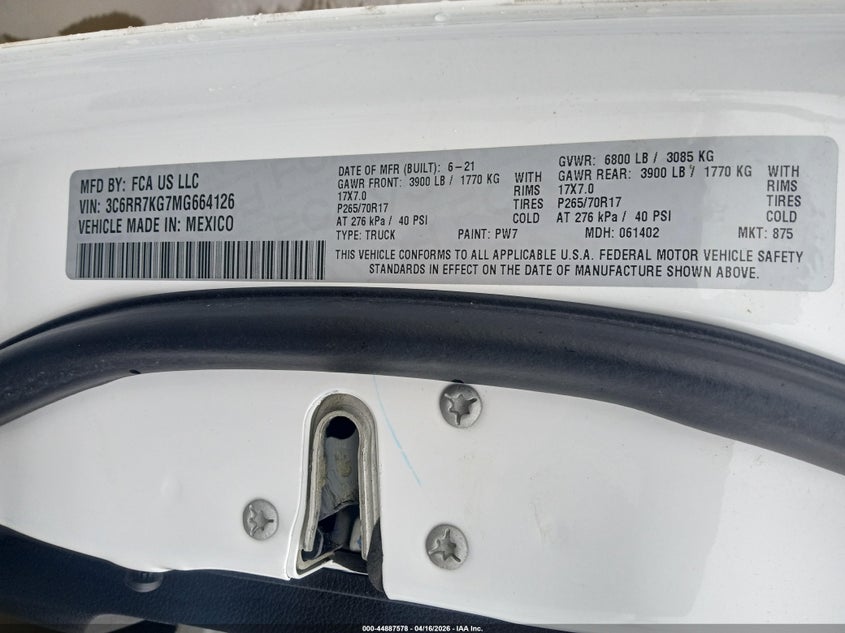 MFD BY: FCA US LLC
VIN: 3C6RR7KG7MG664126
VEHICLE MADE IN: MEXICO
DATE OF MFR (BUILT): 6-21
GAWR FRONT: 3900 LB / 1770 KG WITH
17X7.0 RIMS
P265/70R17 TIRES
AT 276 kPa / 40 PSI COLD
GVWR: 6800 LB / 3085 KG
GAWR REAR: 3900 LB / 1770 KG WITH
17X7.0 RIMS
P265/70R17 TIRES
AT 276 kPa / 40 PSI COLD
TYPE: TRUCK PAINT: PW7 MDH: 061402 MKT: 875
THIS VEHICLE CONFORMS TO ALL APPLICABLE U.S.A. FEDERAL MOTOR VEHICLE SAFETY
STANDARDS IN EFFECT ON THE DATE OF MANUFACTURE SHOWN ABOVE.
000-44887578 - 04/16/2026 - IAA Inc.